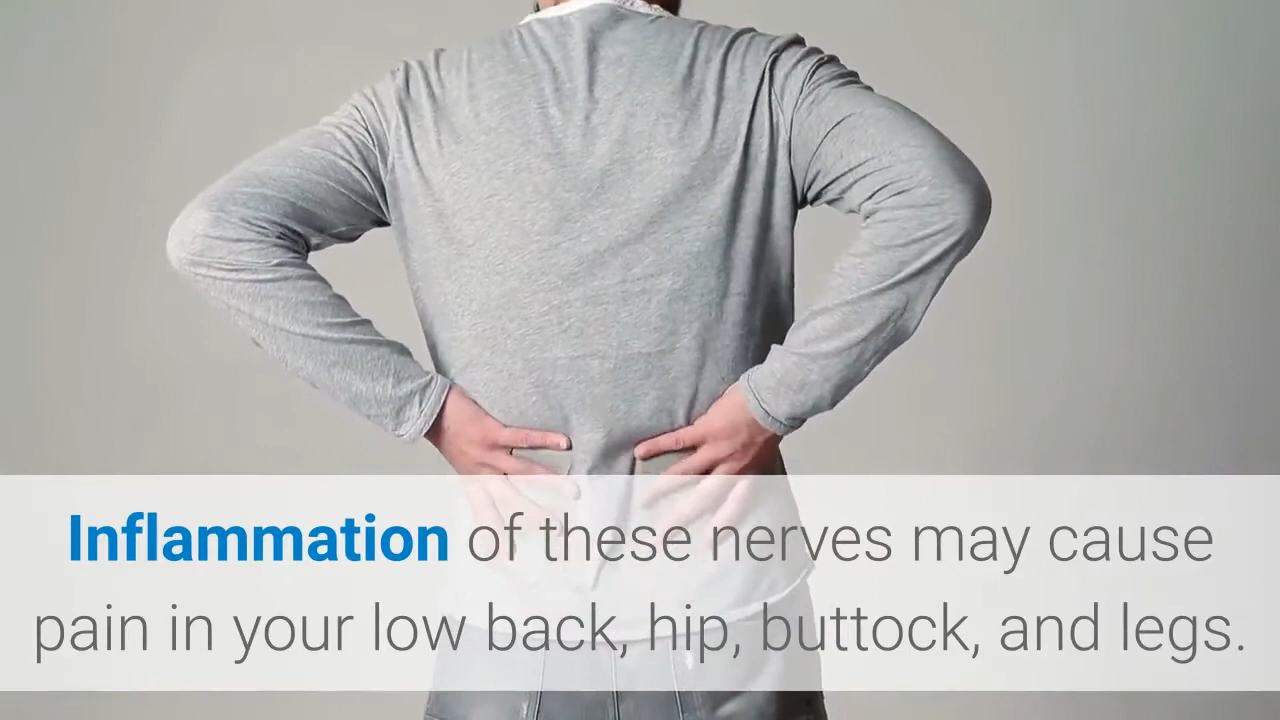 Inflammation of these nerves may cause
pain in your low back, hip, buttock, and legs.